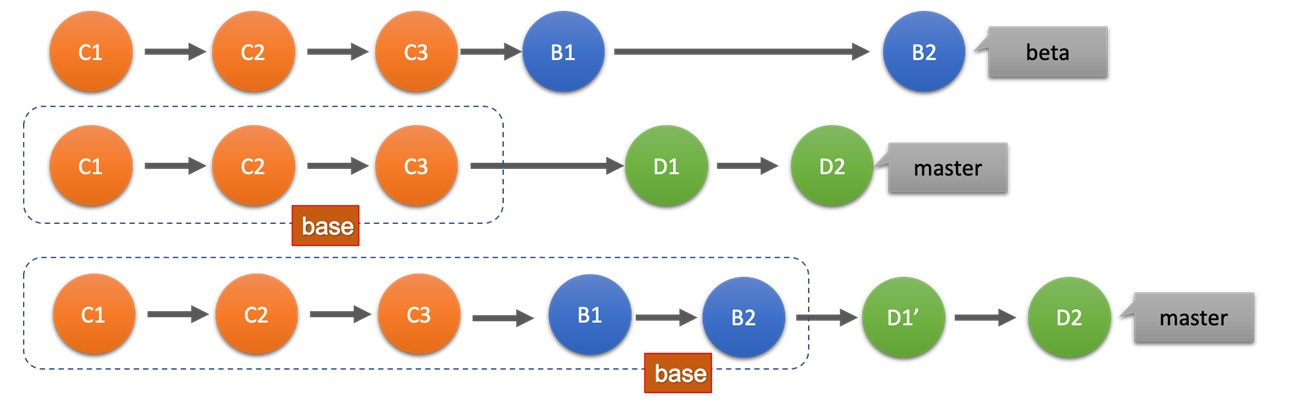 C1 C2 C3 B1 B2 beta
C1 C2 C3 D1 D2 master
base
C1 C2 C3 B1 B2 D1’ D2 master
base